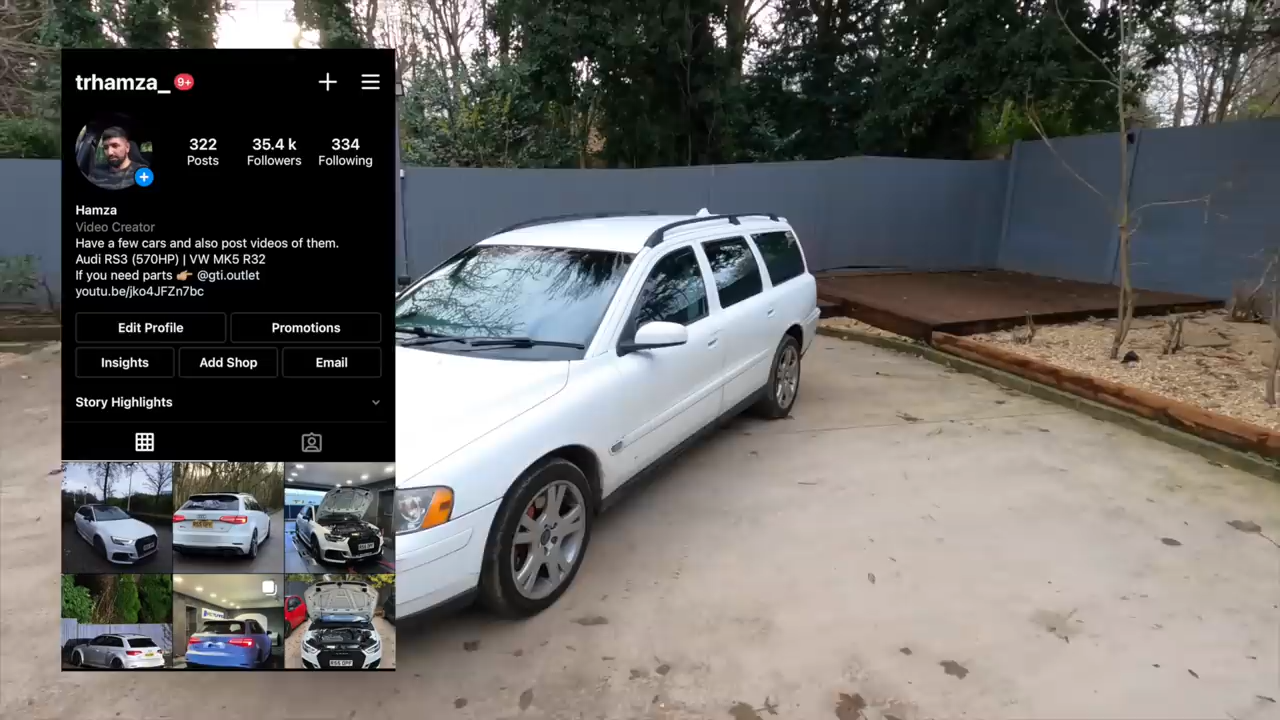 trhamza_ 9+
322 35.4 k 334
Posts Followers Following
Hamza
Video Creator
Have a few cars and also post videos of them.
Audi RS3 (570HP) | VW MK5 R32
If you need parts 👉🏼 @gti.outlet
youtu.be/jko4JFZn7bc
Edit Profile Promotions
Insights Add Shop Email
Story Highlights